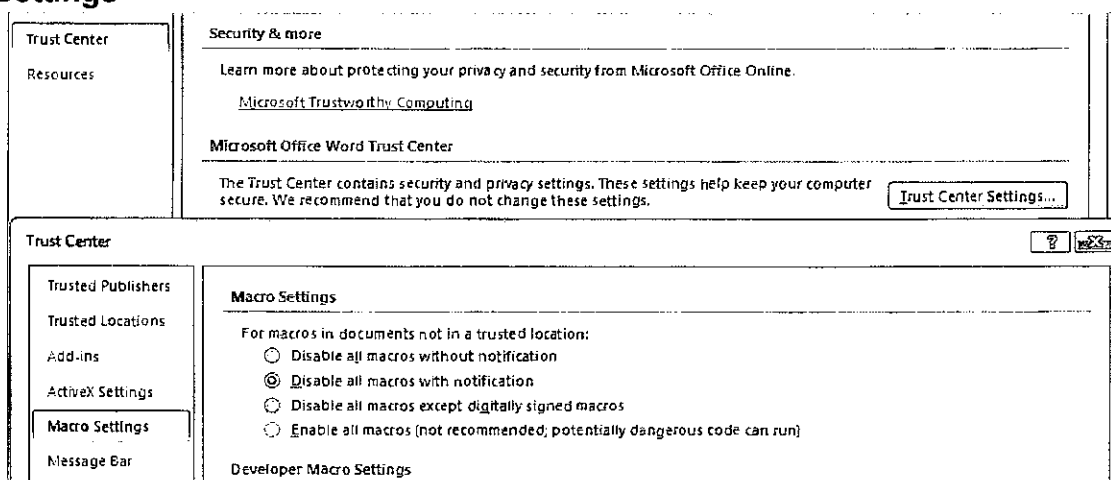 Trust Center
Security & more
Resources
Learn more about protecting your privacy and security from Microsoft Office Online.
Microsoft Trustworthy Computing
Microsoft Office Word Trust Center
The Trust Center contains security and privacy settings. These settings help keep your computer
secure. We recommend that you do not change these settings.
Trust Center Settings...
Trust Center
?
X
Trusted Publishers
Trusted Locations
Add-ins
ActiveX Settings
Macro Settings
Message Bar
Macro Settings
For macros in documents not in a trusted location:
Disable all macros without notification
Disable all macros with notification
Disable all macros except digitally signed macros
Enable all macros (not recommended; potentially dangerous code can run)
Developer Macro Settings